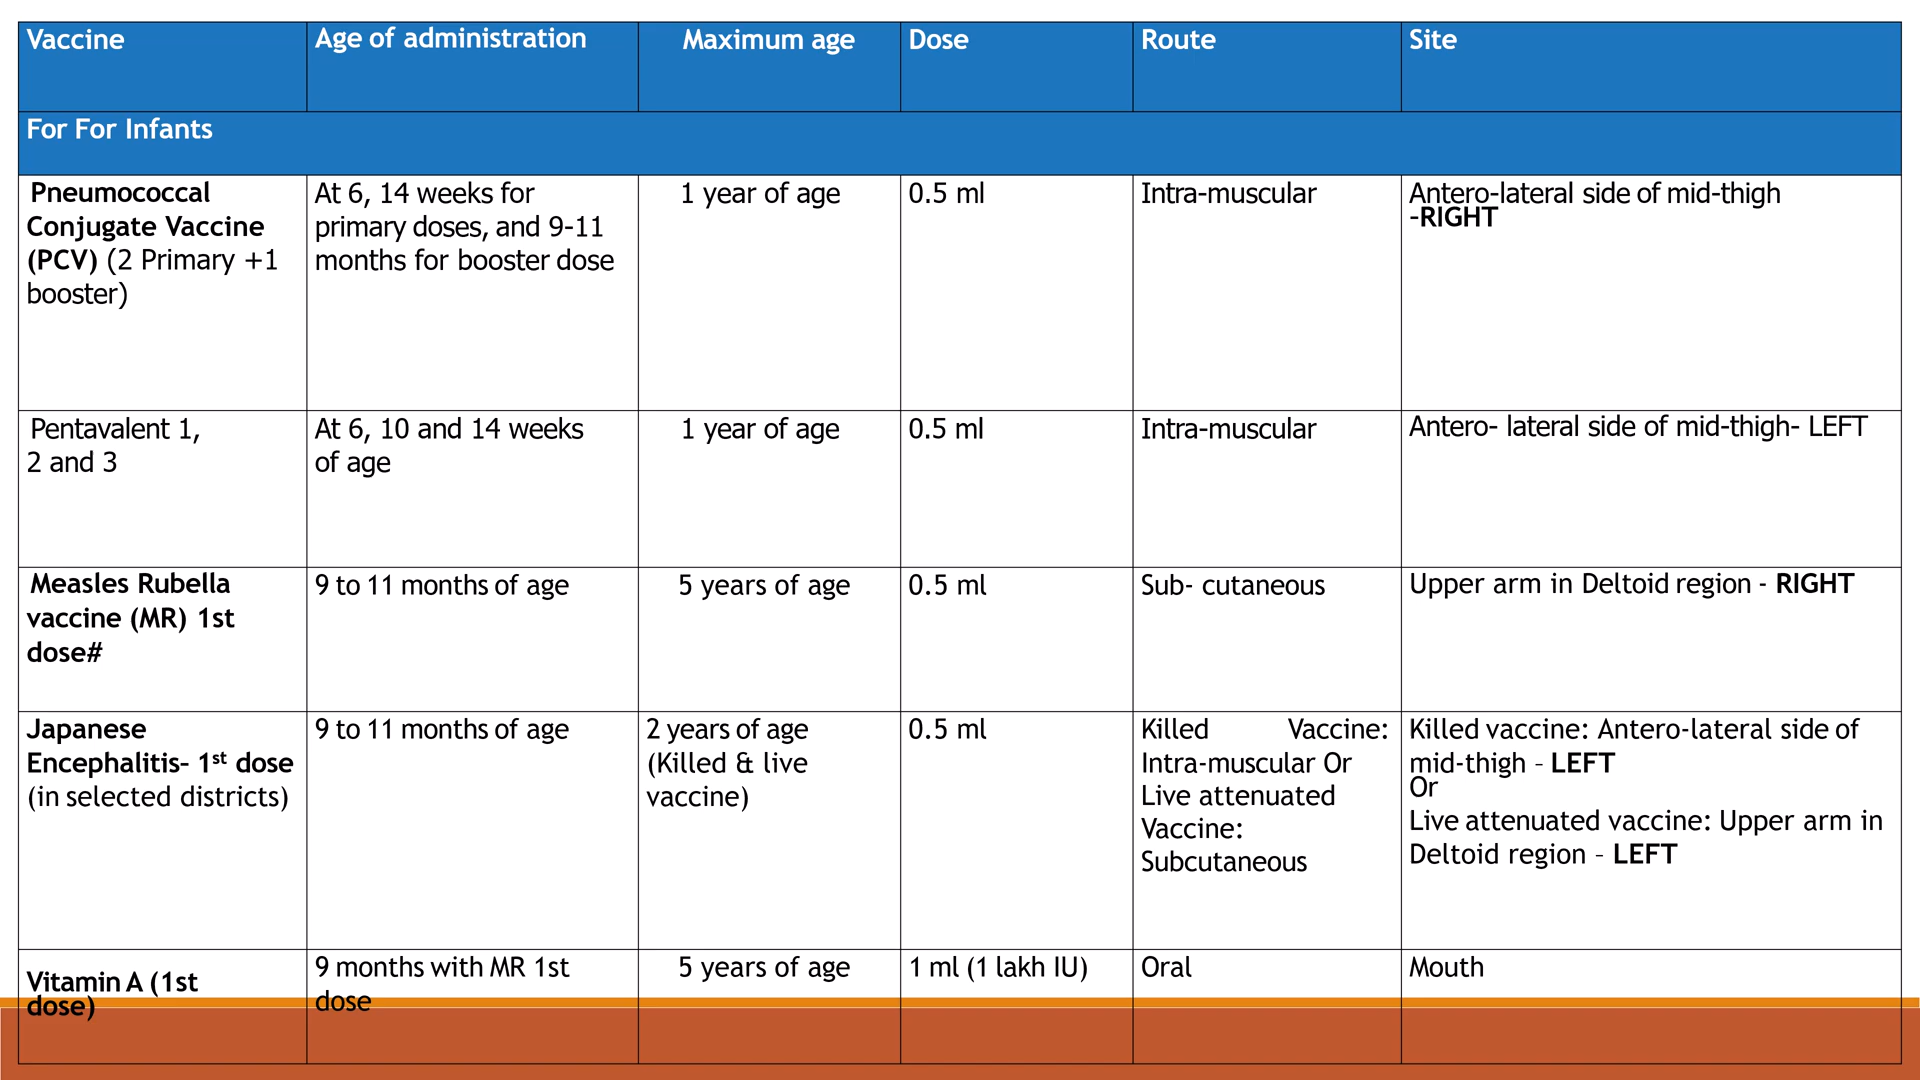 Vaccine
Age of administration
Maximum age
Dose
Route
Site
For For Infants
Pneumococcal
Conjugate Vaccine
(PCV) (2 Primary +1
booster)
At 6, 14 weeks for
primary doses, and 9-11
months for booster dose
1 year of age
0.5 ml
Intra-muscular
Antero-lateral side of mid-thigh
-RIGHT
Pentavalent 1,
2 and 3
At 6, 10 and 14 weeks
of age
1 year of age
0.5 ml
Intra-muscular
Antero- lateral side of mid-thigh- LEFT
Measles Rubella
vaccine (MR) 1st
dose#
9 to 11 months of age
5 years of age
0.5 ml
Sub- cutaneous
Upper arm in Deltoid region - RIGHT
Japanese
Encephalitis– 1st dose
(in selected districts)
9 to 11 months of age
2 years of age
(Killed & live
vaccine)
0.5 ml
Killed Vaccine:
Intra-muscular Or
Live attenuated
Vaccine:
Subcutaneous
Killed vaccine: Antero-lateral side of
mid-thigh – LEFT
Or
Live attenuated vaccine: Upper arm in
Deltoid region – LEFT
Vitamin A (1st
dose)
9 months with MR 1st
dose
5 years of age
1 ml (1 lakh IU)
Oral
Mouth